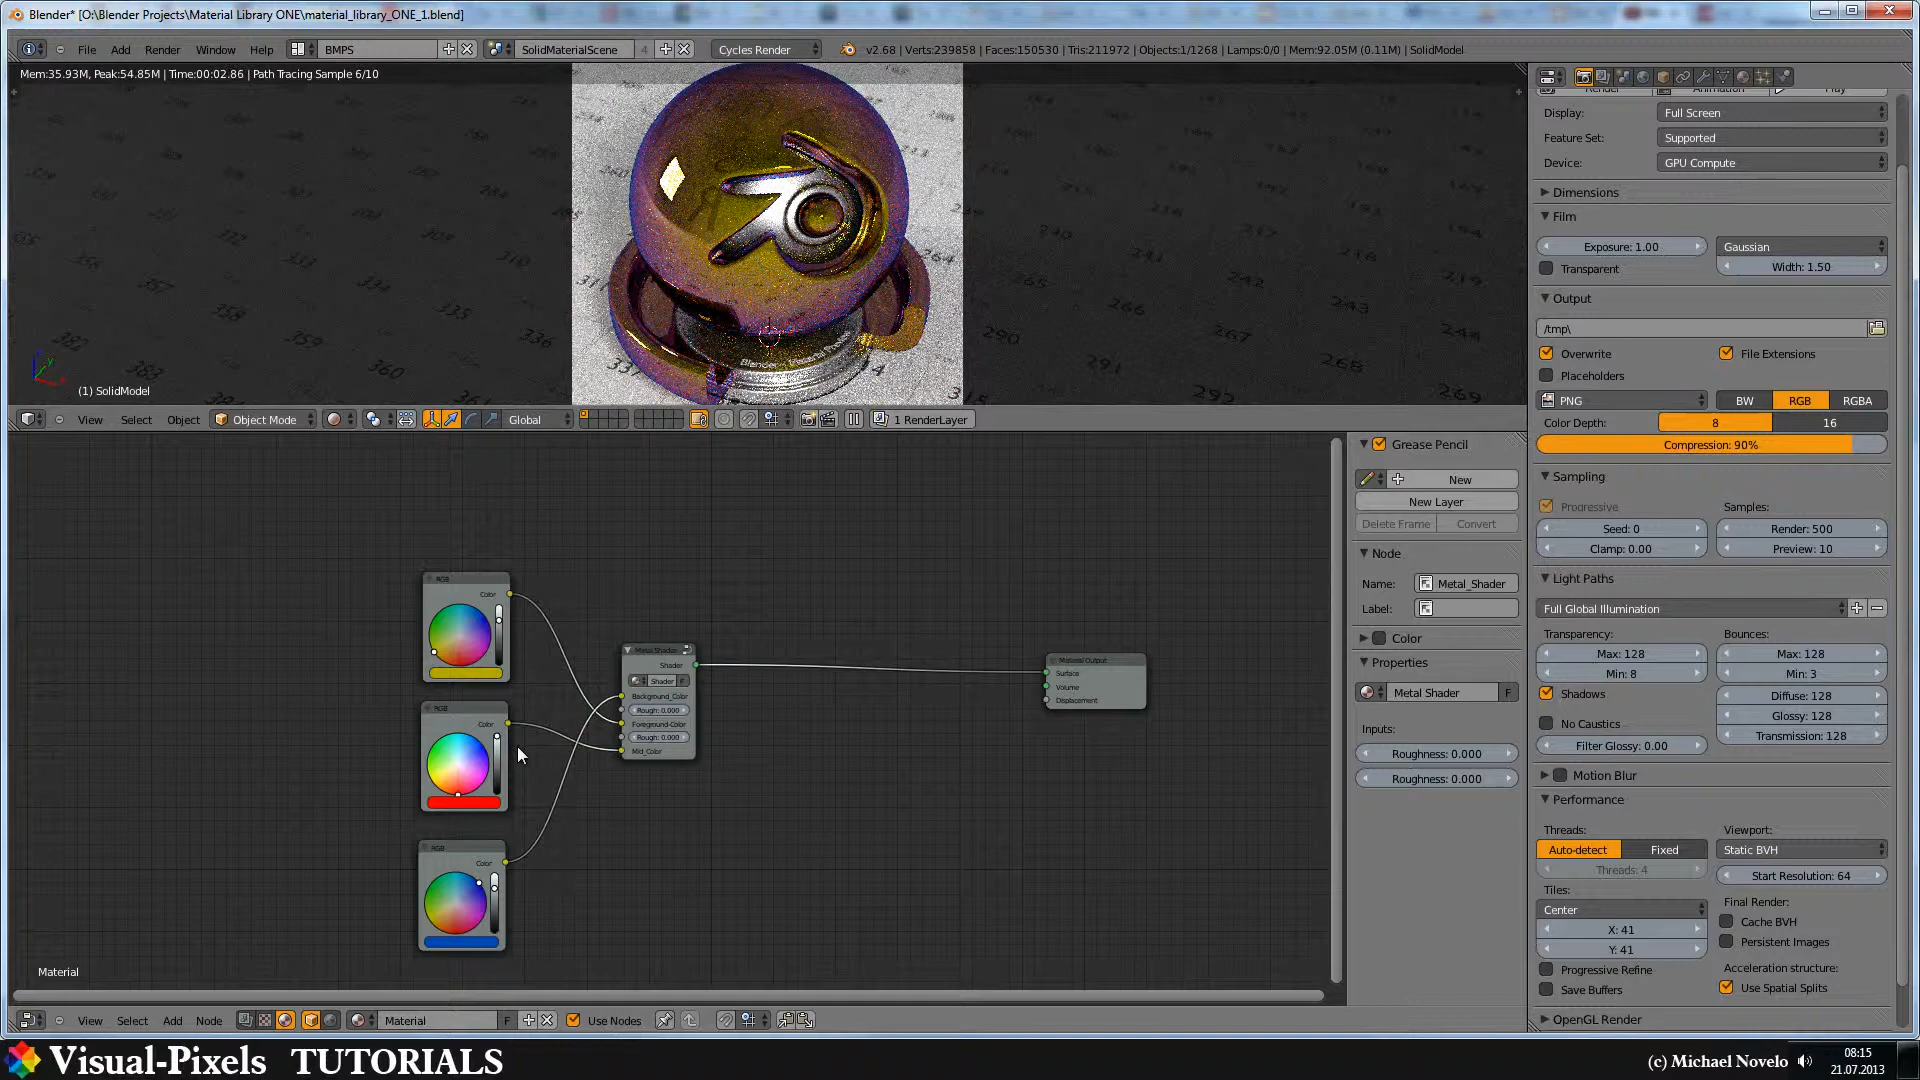 Blender* [O:\Blender Projects\Material Library ONE\material_library_ONE_1.blend]
File Add Render Window Help BMPS SolidMaterialScene 4 Cycles Render v2.68 | Verts:239858 | Faces:150530 | Tris:211972 | Objects:1/1268 | Lamps:0/0 | Mem:92.05M (0.11M) | SolidModel
Mem:35.93M, Peak:54.85M | Time:00:02.86 | Path Tracing Sample 6/10
(1) SolidModel
View Select Object Object Mode Global 1 RenderLayer
Display: Full Screen
Feature Set: Supported
Device: GPU Compute
Dimensions
Film
Exposure: 1.00 Gaussian
Transparent Width: 1.50
Output
/tmp\
Overwrite File Extensions
Placeholders
PNG BW RGB RGBA
Color Depth: 8 16
Compression: 90%
Sampling
Progressive Samples:
Seed: 0 Render: 500
Clamp: 0.00 Preview: 10
Light Paths
Full Global Illumination
Transparency: Bounces:
Max: 128 Max: 128
Min: 8 Min: 3
Shadows Diffuse: 128
No Caustics Glossy: 128
Filter Glossy: 0.00 Transmission: 128
Motion Blur
Performance
Threads: Viewport:
Auto-detect Fixed Static BVH
Threads: 4 Start Resolution: 64
Tiles: Final Render:
Center Cache BVH
X: 41 Persistent Images
Y: 41
Progressive Refine Acceleration structure:
Save Buffers Use Spatial Splits
OpenGL Render
Grease Pencil
New
New Layer
Delete Frame Convert
Node
Name: Metal_Shader
Label:
Color
Properties
Metal Shader F
Inputs:
Roughness: 0.000
Roughness: 0.000
RGB
Color
RGB
Color
RGB
Color
Metal Shader
Shader
Shader F
Background_Color
Rough: 0.000
Foreground-Color
Rough: 0.000
Mid_Color
Material Output
Surface
Volume
Displacement
Material
View Select Add Node Material F Use Nodes
Visual-Pixels TUTORIALS
(c) Michael Novelo
08:15
21.07.2013